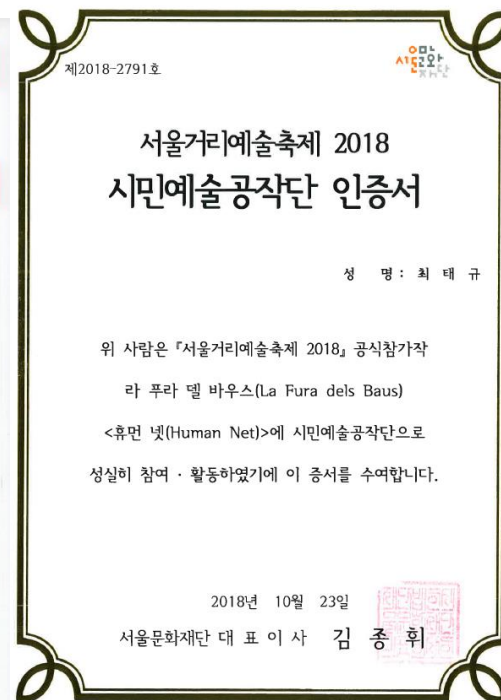 제2018-2791호
서울문화
재단
서울거리예술축제 2018
시민예술공작단 인증서
성 명 : 최 태 규
위 사람은 『서울거리예술축제 2018』 공식참가작
라 푸라 델 바우스(La Fura dels Baus)
<휴먼 넷(Human Net)>에 시민예술공작단으로
성실히 참여 · 활동하였기에 이 증서를 수여합니다.
2018년 10월 23일
서울문화재단 대 표 이 사 김 종 휘